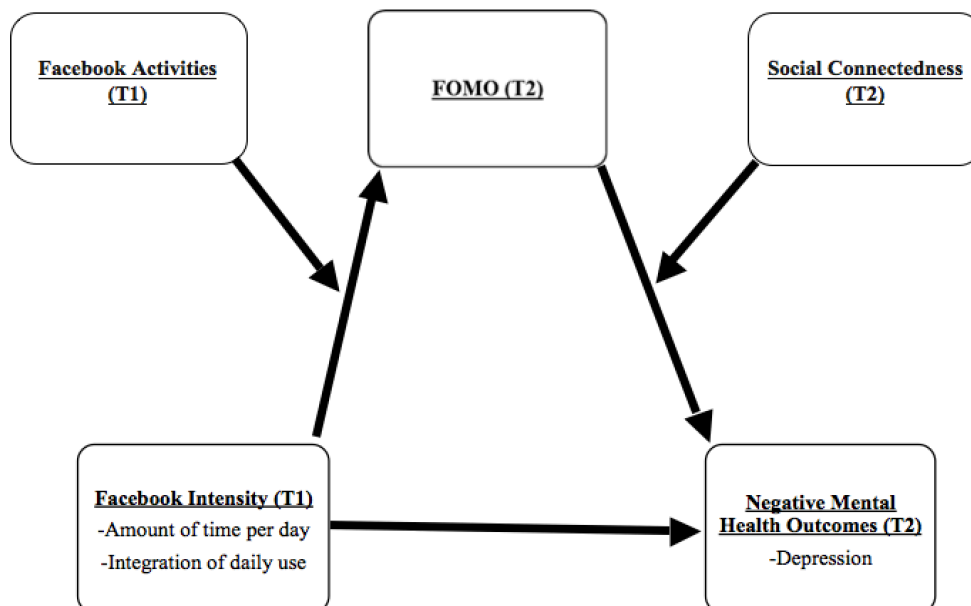 Facebook Activities
(T1)
FOMO (T2)
Social Connectedness
(T2)
Facebook Intensity (T1)
-Amount of time per day
-Integration of daily use
Negative Mental
Health Outcomes (T2)
-Depression